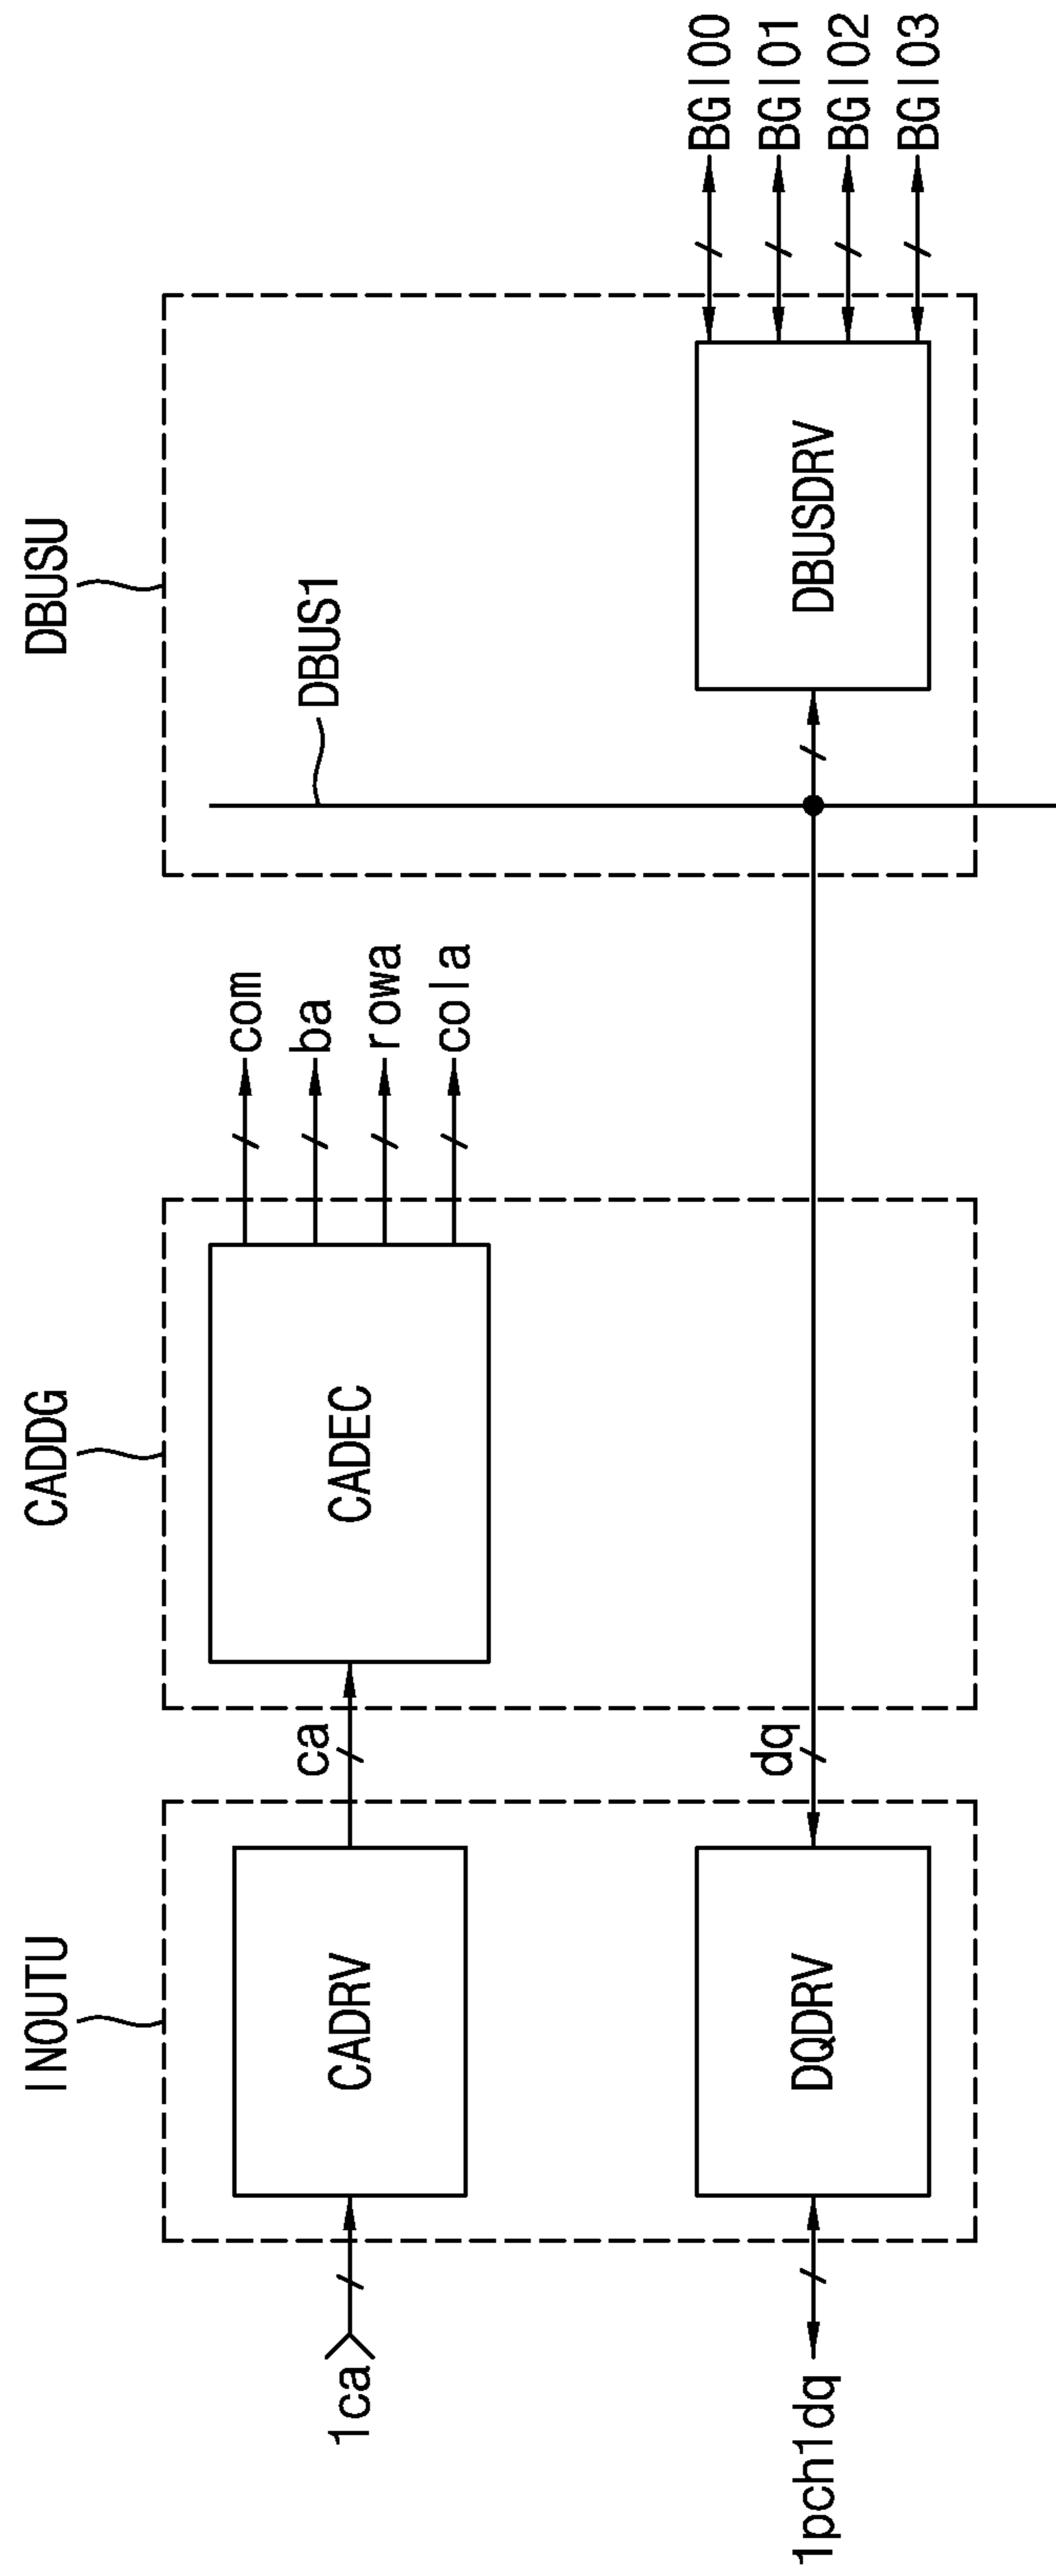 INOUTU
CADDG
DBUSU
1ca
CADRV
ca
CADEC
com
ba
rowa
cola
DBUS1
1pch1dq
DQDRV
dq
DBUSDRV
BGIO0
BGIO1
BGIO2
BGIO3